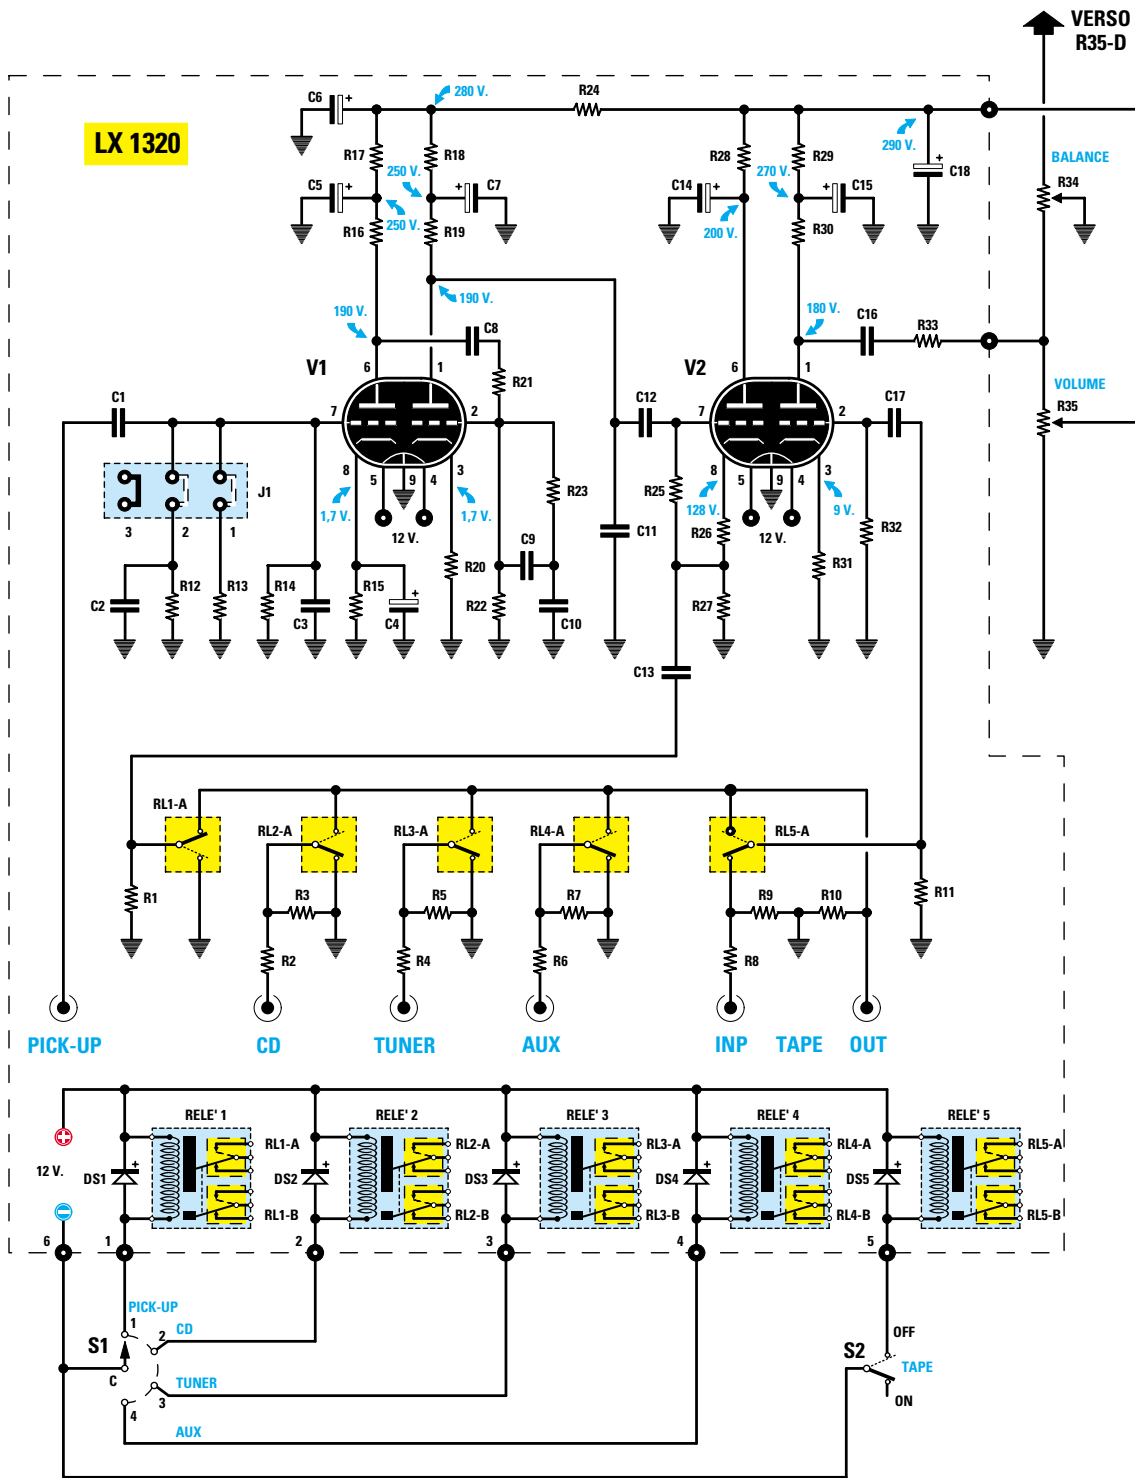 VERSO
R35-D
LX 1320
C6 +
280 V.
R24
R17
R18
250 V.
C5 +
250 V.
+ C7
R16
R19
190 V.
190 V.
R28
R29
290 V.
+
C18
C14 +
270 V.
+ C15
200 V.
R30
180 V.
C16
R33
BALANCE
R34
VOLUME
R35
V1
6
1
C8
R21
7
2
8
5
9
4
3
1,7 V.
12 V.
1,7 V.
R23
C1
J1
3
2
1
C2
R12
R13
R14
C3
R15
+
C4
R20
R22
C9
C10
C11
C12
V2
6
1
7
2
C17
8
5
9
4
3
R25
128 V.
R26
12 V.
9 V.
R32
R31
R27
C13
RL1-A
RL2-A
RL3-A
RL4-A
RL5-A
R1
R3
R5
R7
R9
R10
R11
R2
R4
R6
R8
PICK-UP
CD
TUNER
AUX
INP
TAPE
OUT
RELE' 1
RELE' 2
RELE' 3
RELE' 4
RELE' 5
+
12 V.
−
DS1 +
RL1-A
RL1-B
DS2 +
RL2-A
RL2-B
DS3 +
RL3-A
RL3-B
DS4 +
RL4-A
RL4-B
DS5 +
RL5-A
RL5-B
6
1
2
3
4
5
PICK-UP
1
2
CD
S1
C
TUNER
3
4
AUX
OFF
S2
TAPE
ON